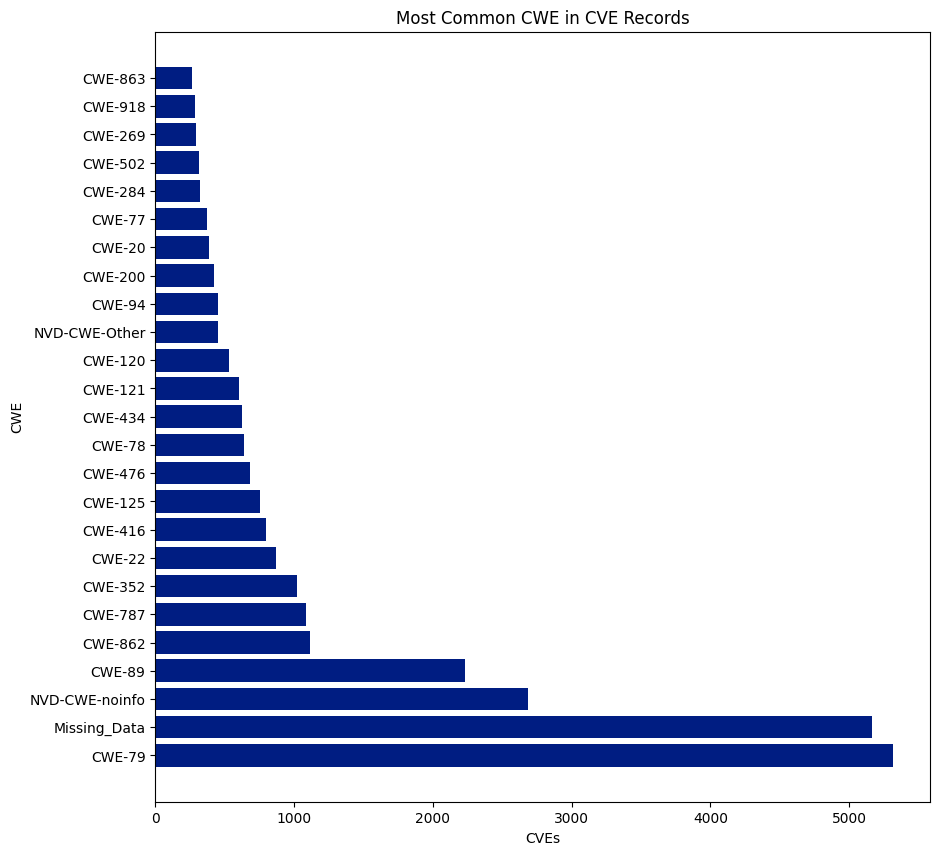 Most Common CWE in CVE Records
CWE
CWE-863
CWE-918
CWE-269
CWE-502
CWE-284
CWE-77
CWE-20
CWE-200
CWE-94
NVD-CWE-Other
CWE-120
CWE-121
CWE-434
CWE-78
CWE-476
CWE-125
CWE-416
CWE-22
CWE-352
CWE-787
CWE-862
CWE-89
NVD-CWE-noinfo
Missing_Data
CWE-79
0 1000 2000 3000 4000 5000
CVEs